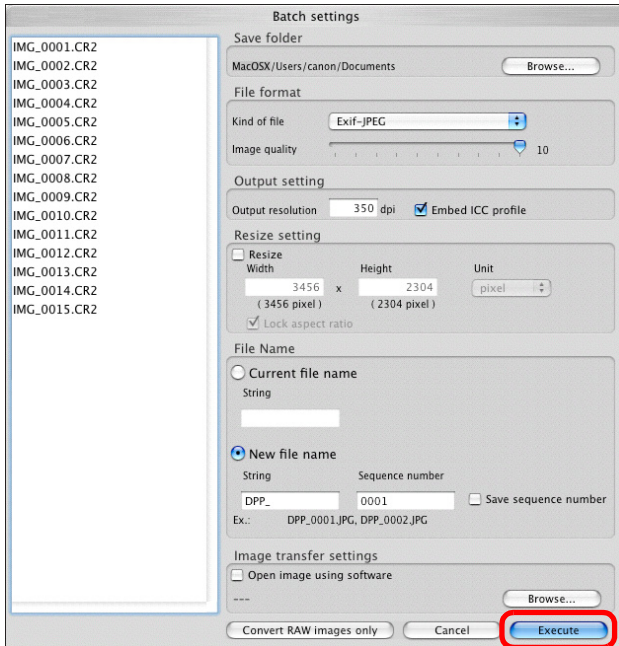 Batch settings
IMG_0001.CR2
IMG_0002.CR2
IMG_0003.CR2
IMG_0004.CR2
IMG_0005.CR2
IMG_0006.CR2
IMG_0007.CR2
IMG_0008.CR2
IMG_0009.CR2
IMG_0010.CR2
IMG_0011.CR2
IMG_0012.CR2
IMG_0013.CR2
IMG_0014.CR2
IMG_0015.CR2
Save folder
MacOSX/Users/canon/Documents Browse...
File format
Kind of file Exif-JPEG
Image quality 10
Output setting
Output resolution 350 dpi Embed ICC profile
Resize setting
Resize
Width Height Unit
3456 x 2304 pixel
( 3456 pixel ) ( 2304 pixel )
Lock aspect ratio
File Name
Current file name
String
New file name
String Sequence number
DPP_ 0001 Save sequence number
Ex.: DPP_0001.JPG, DPP_0002.JPG
Image transfer settings
Open image using software
--- Browse...
Convert RAW images only Cancel Execute